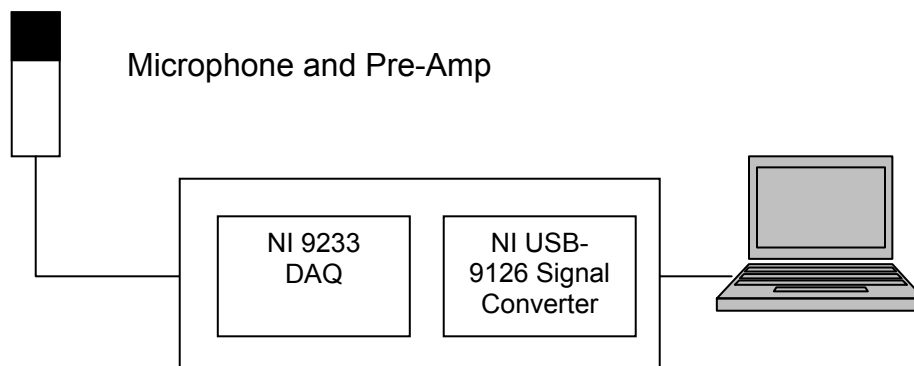 Microphone and Pre-Amp
NI 9233
DAQ
NI USB-
9126 Signal
Converter